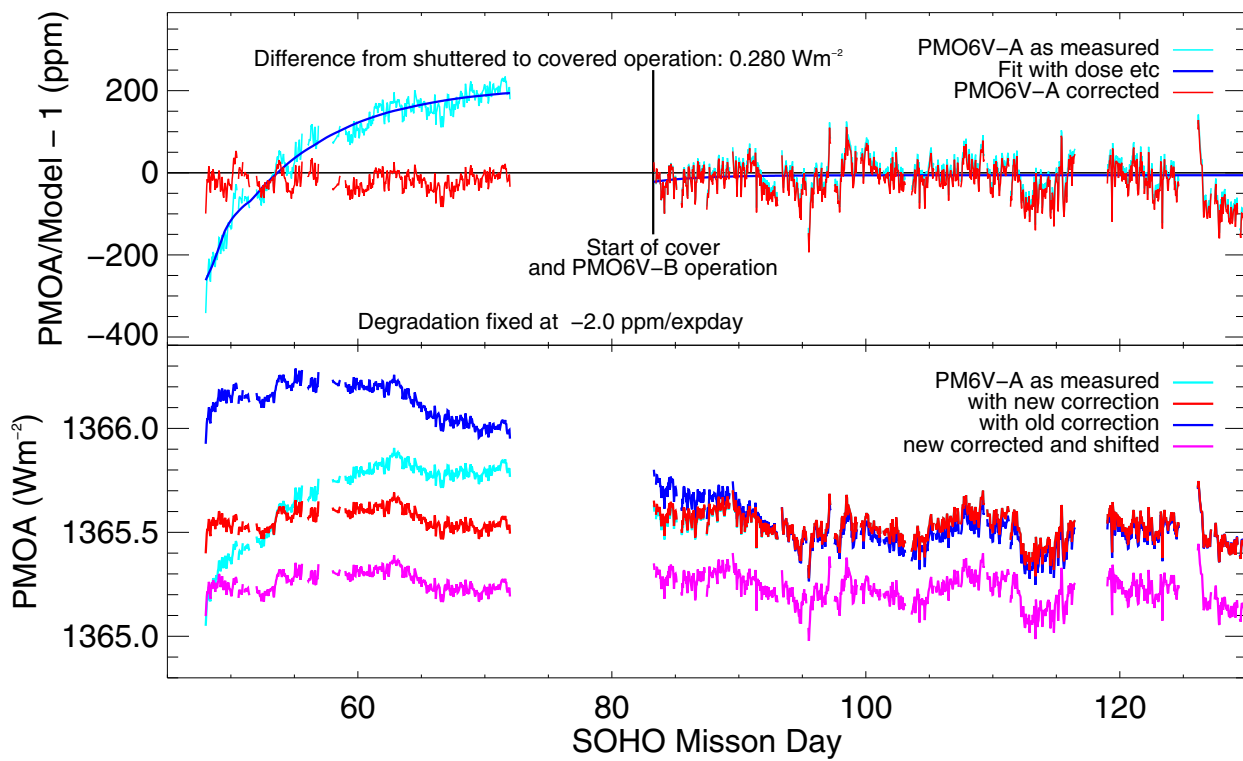 Difference from shuttered to covered operation: 0.280 Wm⁻²
PMO6V−A as measured
Fit with dose etc
PMO6V−A corrected
PMOA/Model − 1 (ppm)
200
0
−200
−400
Start of cover
and PMO6V−B operation
Degradation fixed at −2.0 ppm/expday
PM6V−A as measured
with new correction
with old correction
new corrected and shifted
PMOA (Wm⁻²)
1366.0
1365.5
1365.0
60
80
100
120
SOHO Misson Day